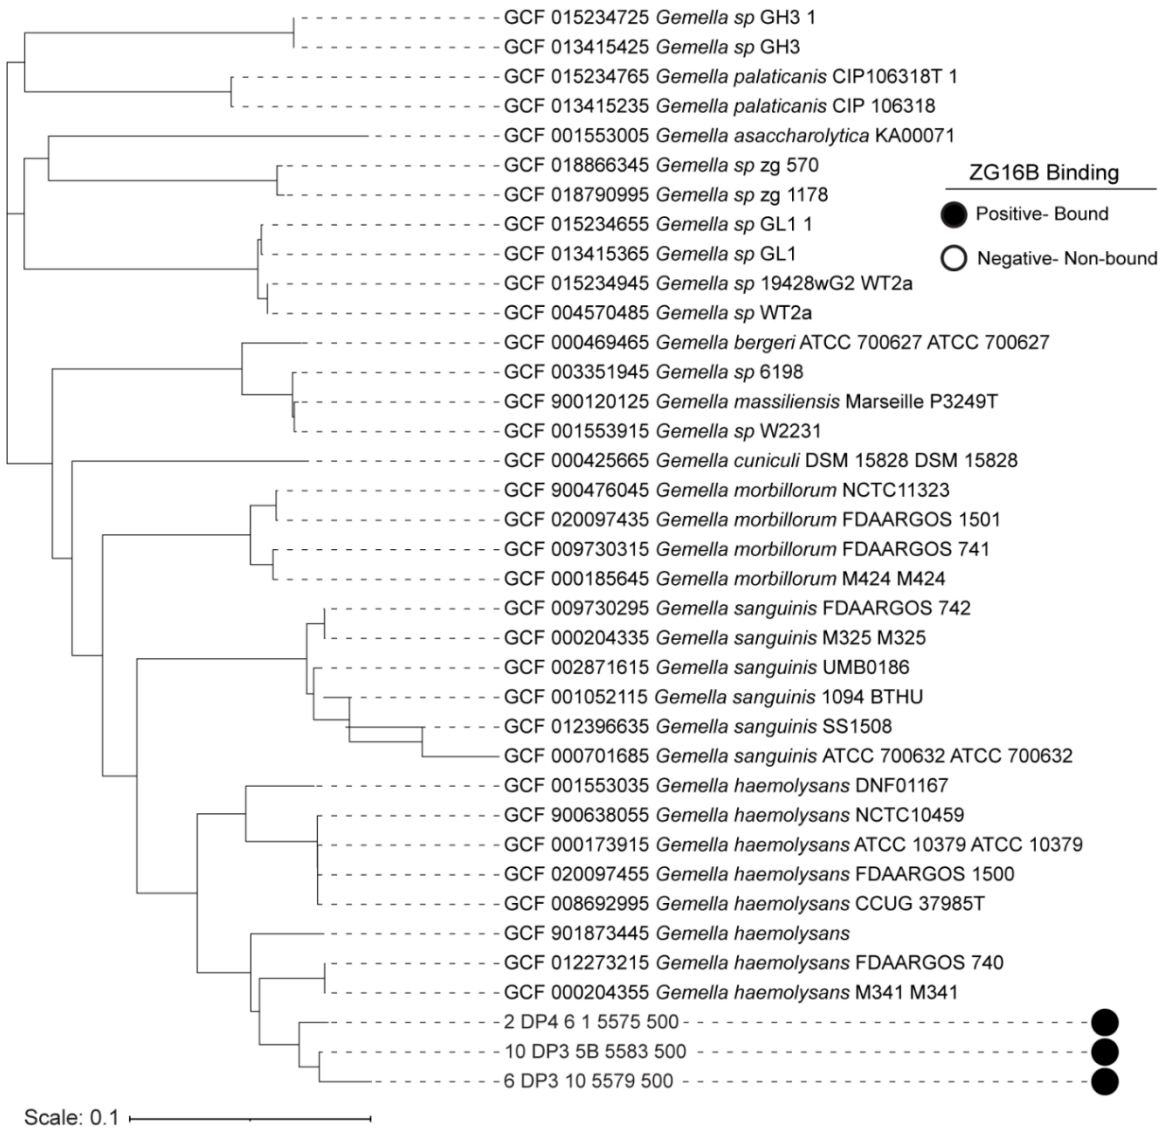 GCF 015234725 Gemella sp GH3 1
GCF 013415425 Gemella sp GH3
GCF 015234765 Gemella palaticanis CIP106318T 1
GCF 013415235 Gemella palaticanis CIP 106318
GCF 001553005 Gemella asaccharolytica KA00071
GCF 018866345 Gemella sp zg 570
GCF 018790995 Gemella sp zg 1178
GCF 015234655 Gemella sp GL1 1
GCF 013415365 Gemella sp GL1
GCF 015234945 Gemella sp 19428wG2 WT2a
GCF 004570485 Gemella sp WT2a
GCF 000469465 Gemella bergeri ATCC 700627 ATCC 700627
GCF 003351945 Gemella sp 6198
GCF 900120125 Gemella massiliensis Marseille P3249T
GCF 001553915 Gemella sp W2231
GCF 000425665 Gemella cuniculi DSM 15828 DSM 15828
GCF 900476045 Gemella morbillorum NCTC11323
GCF 020097435 Gemella morbillorum FDAARGOS 1501
GCF 009730315 Gemella morbillorum FDAARGOS 741
GCF 000185645 Gemella morbillorum M424 M424
GCF 009730295 Gemella sanguinis FDAARGOS 742
GCF 000204335 Gemella sanguinis M325 M325
GCF 002871615 Gemella sanguinis UMB0186
GCF 001052115 Gemella sanguinis 1094 BTHU
GCF 012396635 Gemella sanguinis SS1508
GCF 000701685 Gemella sanguinis ATCC 700632 ATCC 700632
GCF 001553035 Gemella haemolysans DNF01167
GCF 900638055 Gemella haemolysans NCTC10459
GCF 000173915 Gemella haemolysans ATCC 10379 ATCC 10379
GCF 020097455 Gemella haemolysans FDAARGOS 1500
GCF 008692995 Gemella haemolysans CCUG 37985T
GCF 901873445 Gemella haemolysans
GCF 012273215 Gemella haemolysans FDAARGOS 740
GCF 000204355 Gemella haemolysans M341 M341
2 DP4 6 1 5575 500
10 DP3 5B 5583 500
6 DP3 10 5579 500
ZG16B Binding
Positive- Bound
Negative- Non-bound
Scale: 0.1